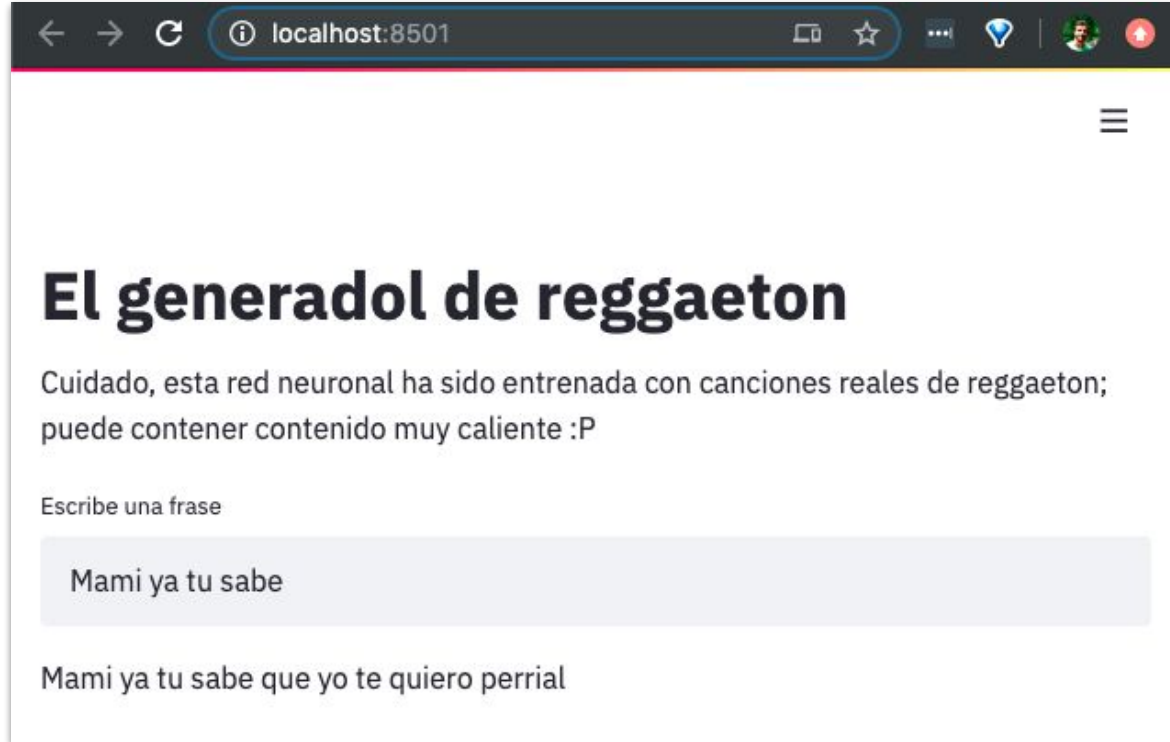 localhost:8501
El generadol de reggaeton
Cuidado, esta red neuronal ha sido entrenada con canciones reales de reggaeton;
puede contener contenido muy caliente :P
Escribe una frase
Mami ya tu sabe
Mami ya tu sabe que yo te quiero perrial